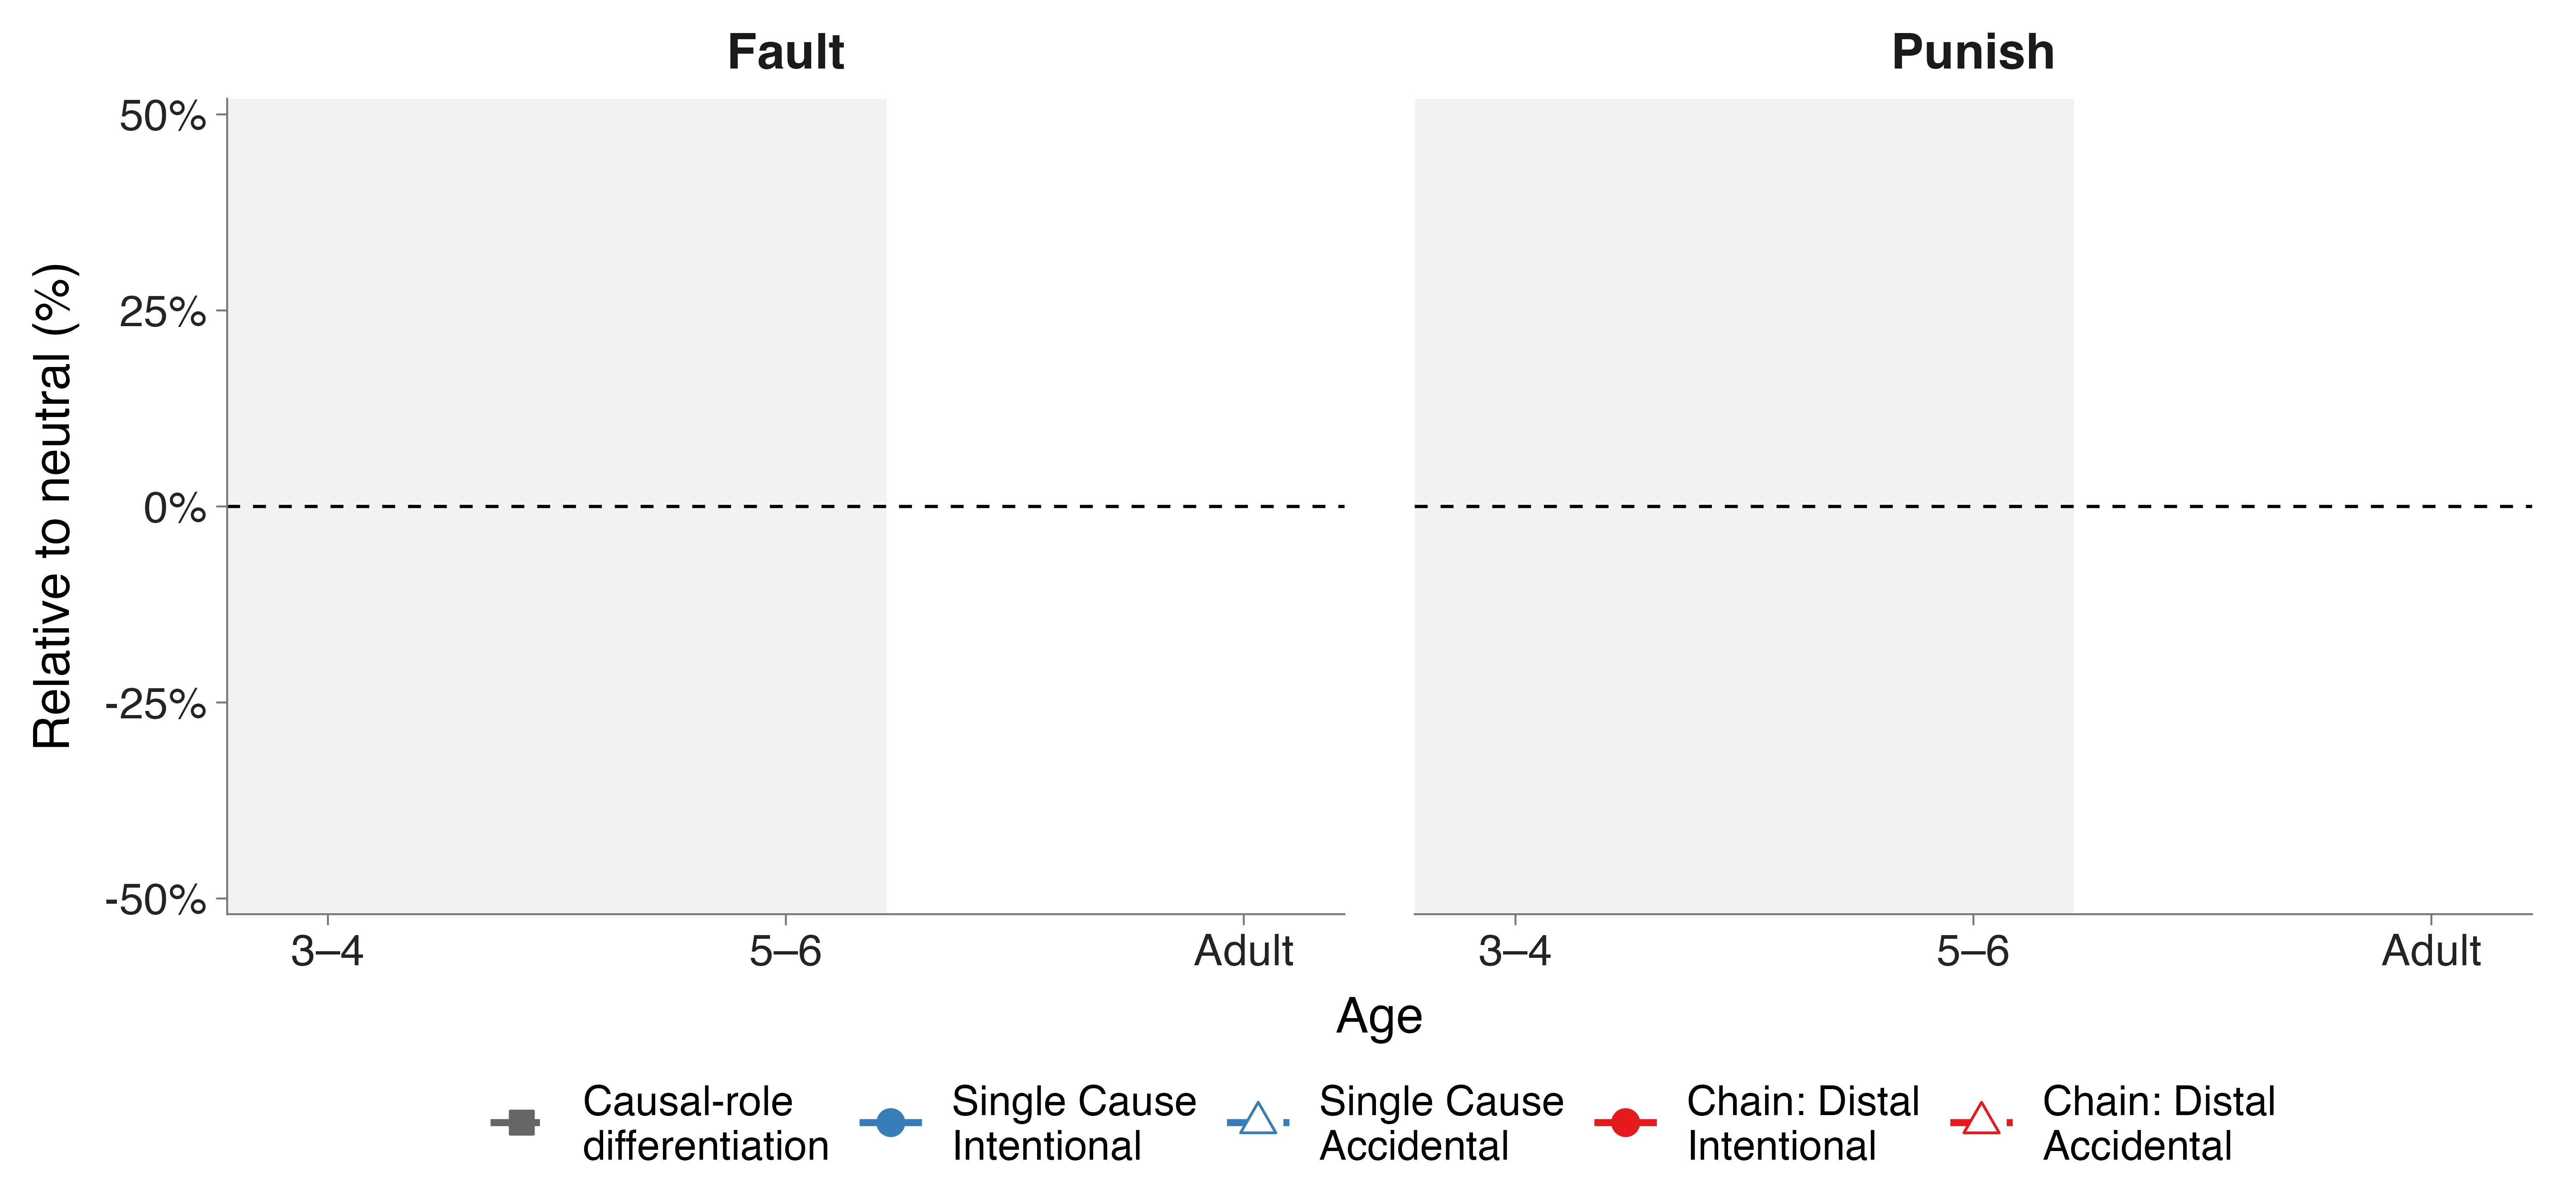 Fault
Punish
50%
25%
0%
-25%
-50%
Relative to neutral (%)
3–4
5–6
Adult
3–4
5–6
Adult
Age
Causal-role
differentiation
Single Cause
Intentional
Single Cause
Accidental
Chain: Distal
Intentional
Chain: Distal
Accidental